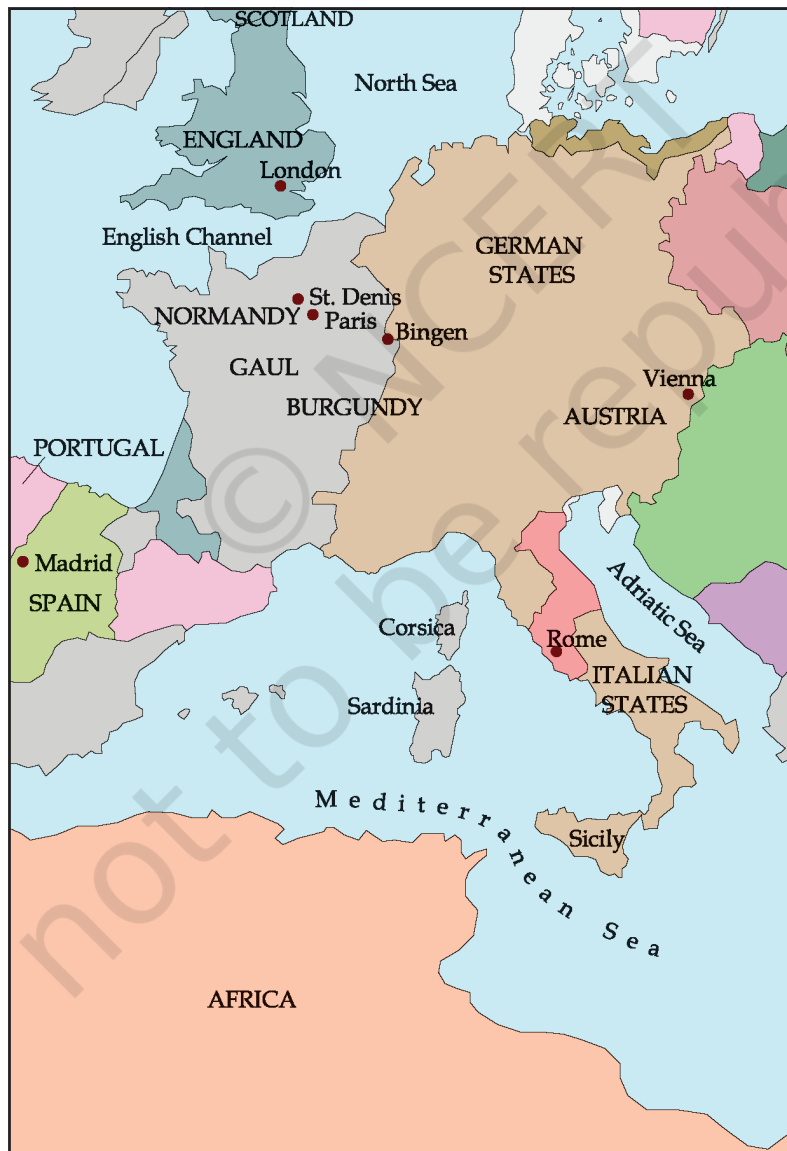 SCOTLAND
North Sea
ENGLAND
London
English Channel
GERMAN
STATES
St. Denis
NORMANDY
Paris
Bingen
GAUL
Vienna
BURGUNDY
AUSTRIA
PORTUGAL
Madrid
SPAIN
Adriatic Sea
Corsica
Rome
ITALIAN
STATES
Sardinia
Mediterranean Sea
Sicily
AFRICA
© NCERT
not to be republ